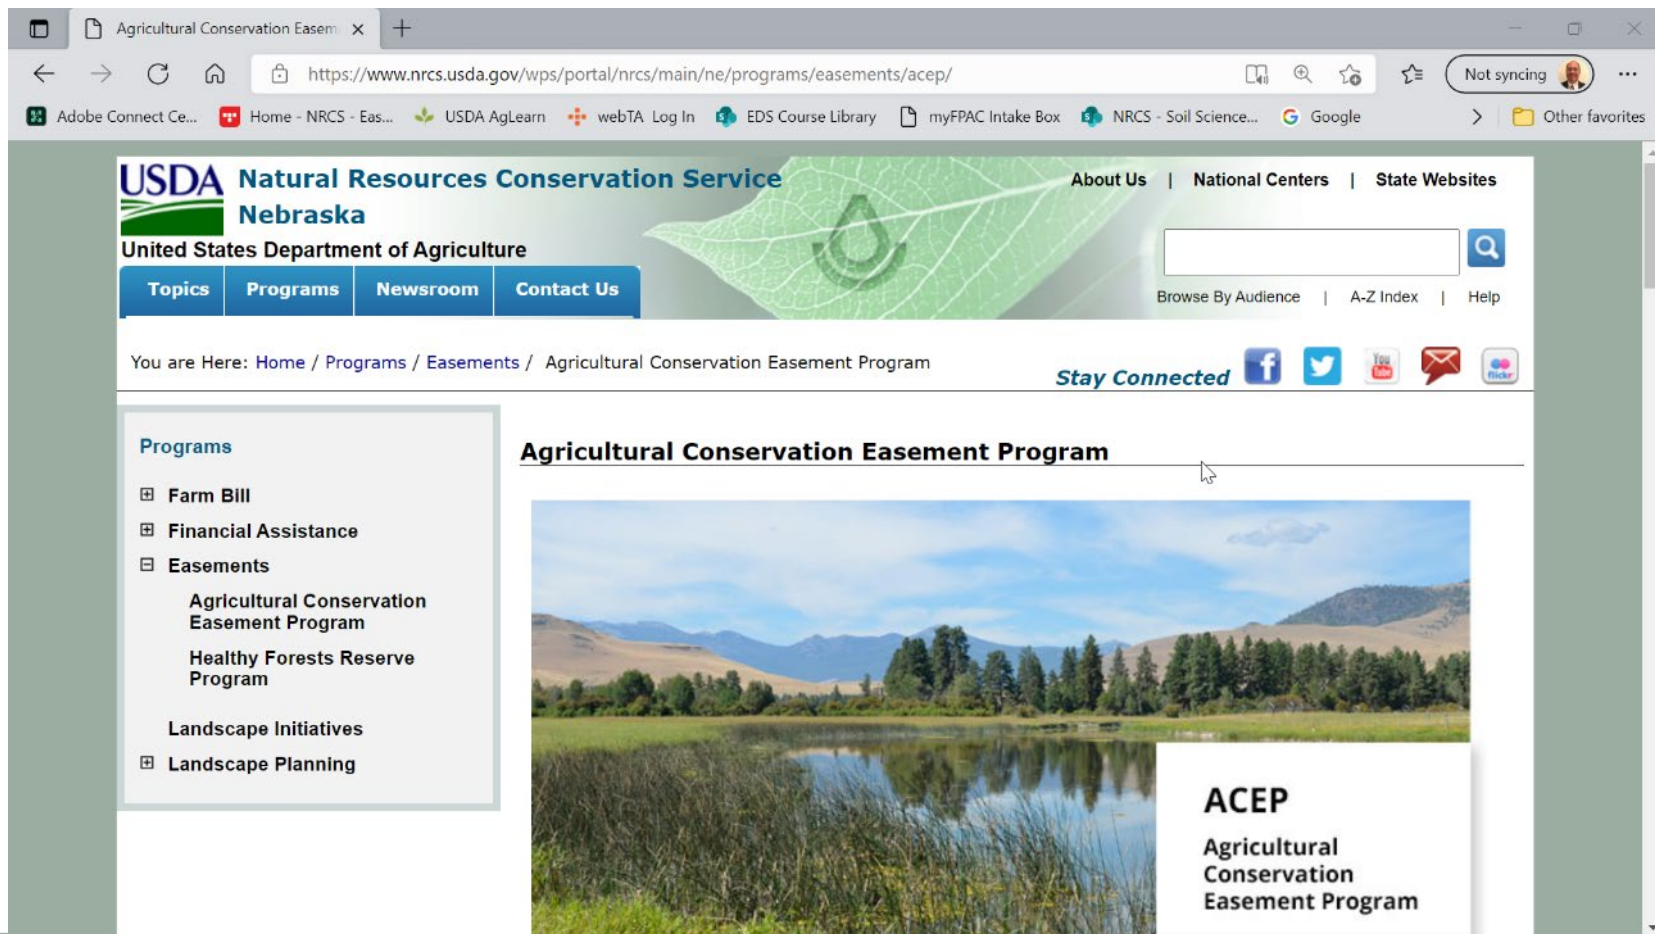 Agricultural Conservation Easem
https://www.nrcs.usda.gov/wps/portal/nrcs/main/ne/programs/easements/acep/
Not syncing
Adobe Connect Ce... Home - NRCS - Eas... USDA AgLearn webTA Log In EDS Course Library myFPAC Intake Box NRCS - Soil Science... Google Other favorites
USDA Natural Resources Conservation Service
Nebraska
United States Department of Agriculture
About Us | National Centers | State Websites
Topics Programs Newsroom Contact Us
Browse By Audience | A-Z Index | Help
You are Here: Home / Programs / Easements / Agricultural Conservation Easement Program
Stay Connected
You
Tube
flickr
Programs
Farm Bill
Financial Assistance
Easements
Agricultural Conservation
Easement Program
Healthy Forests Reserve
Program
Landscape Initiatives
Landscape Planning
Agricultural Conservation Easement Program
ACEP
Agricultural
Conservation
Easement Program